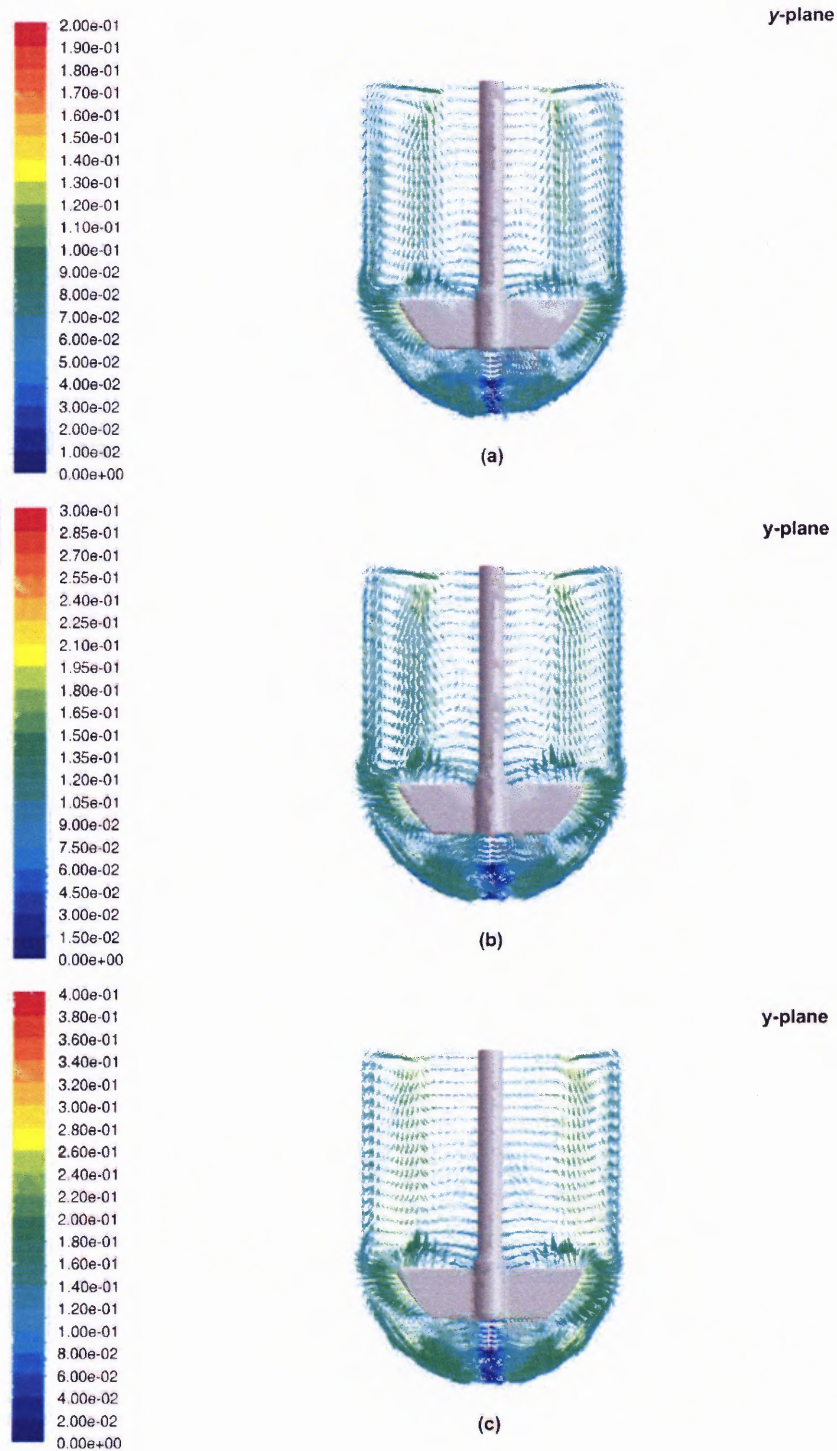 y-plane
2.00e-01
1.90e-01
1.80e-01
1.70e-01
1.60e-01
1.50e-01
1.40e-01
1.30e-01
1.20e-01
1.10e-01
1.00e-01
9.00e-02
8.00e-02
7.00e-02
6.00e-02
5.00e-02
4.00e-02
3.00e-02
2.00e-02
1.00e-02
0.00e+00
(a)
y-plane
3.00e-01
2.85e-01
2.70e-01
2.55e-01
2.40e-01
2.25e-01
2.10e-01
1.95e-01
1.80e-01
1.65e-01
1.50e-01
1.35e-01
1.20e-01
1.05e-01
9.00e-02
7.50e-02
6.00e-02
4.50e-02
3.00e-02
1.50e-02
0.00e+00
(b)
y-plane
4.00e-01
3.80e-01
3.60e-01
3.40e-01
3.20e-01
3.00e-01
2.80e-01
2.60e-01
2.40e-01
2.20e-01
2.00e-01
1.80e-01
1.60e-01
1.40e-01
1.20e-01
1.00e-01
8.00e-02
6.00e-02
4.00e-02
2.00e-02
0.00e+00
(c)